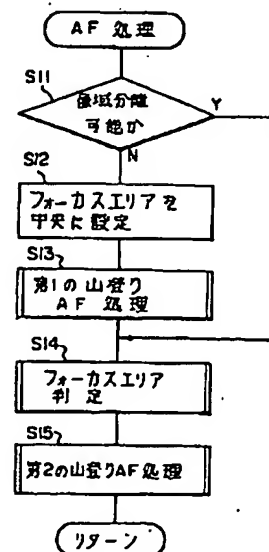 AF 処理
S11
像域分離
可能か
Y
N
S12
フォーカスエリアを
中央に設定
S13
第1の山登り
AF 処理
S14
フォーカスエリア
判定
S15
第2の山登りAF処理
リターン